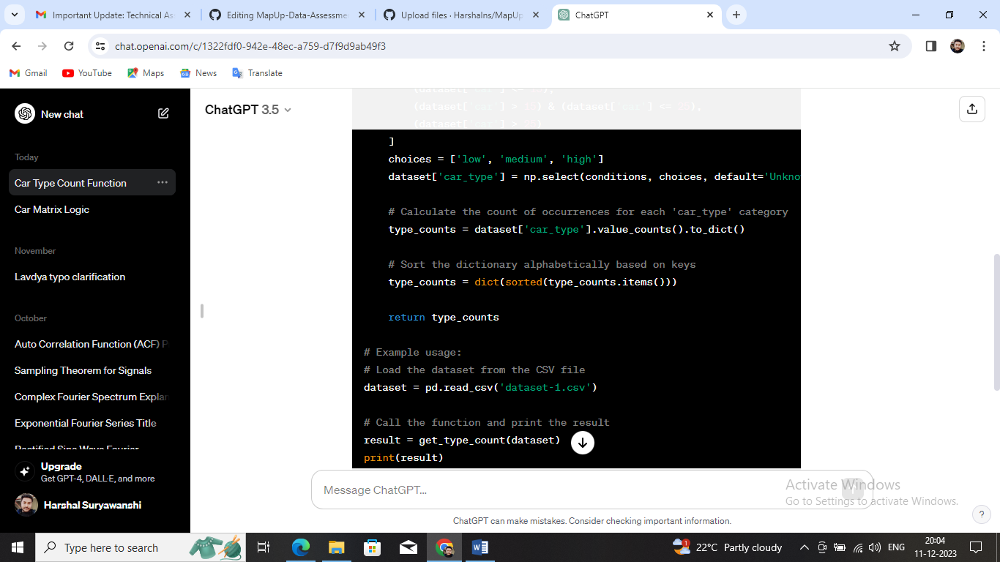 Important Update: Technical As
Editing MapUp-Data-Assessme
Upload files · Harshalns/MapUp
ChatGPT
chat.openai.com/c/1322fdf0-942e-48ec-a759-d7f9d9ab49f3
Gmail
YouTube
Maps
News
Translate
New chat
Today
Car Type Count Function
Car Matrix Logic
November
Lavdya typo clarification
October
Auto Correlation Function (ACF) P
Sampling Theorem for Signals
Complex Fourier Spectrum Explan
Exponential Fourier Series Title
Rectified Sine Wave Fourier
Upgrade
Get GPT-4, DALL·E, and more
Harshal Suryawanshi
ChatGPT 3.5
(dataset['car'] <= 15),
(dataset['car'] > 15) & (dataset['car'] <= 25),
(dataset['car'] > 25)
]
choices = ['low', 'medium', 'high']
dataset['car_type'] = np.select(conditions, choices, default='Unkno
# Calculate the count of occurrences for each 'car_type' category
type_counts = dataset['car_type'].value_counts().to_dict()
# Sort the dictionary alphabetically based on keys
type_counts = dict(sorted(type_counts.items()))
return type_counts
# Example usage:
# Load the dataset from the CSV file
dataset = pd.read_csv('dataset-1.csv')
# Call the function and print the result
result = get_type_count(dataset)
print(result)
Message ChatGPT...
Activate Windows
Go to Settings to activate Windows.
ChatGPT can make mistakes. Consider checking important information.
?
Type here to search
22°C Partly cloudy
ENG
20:04
11-12-2023